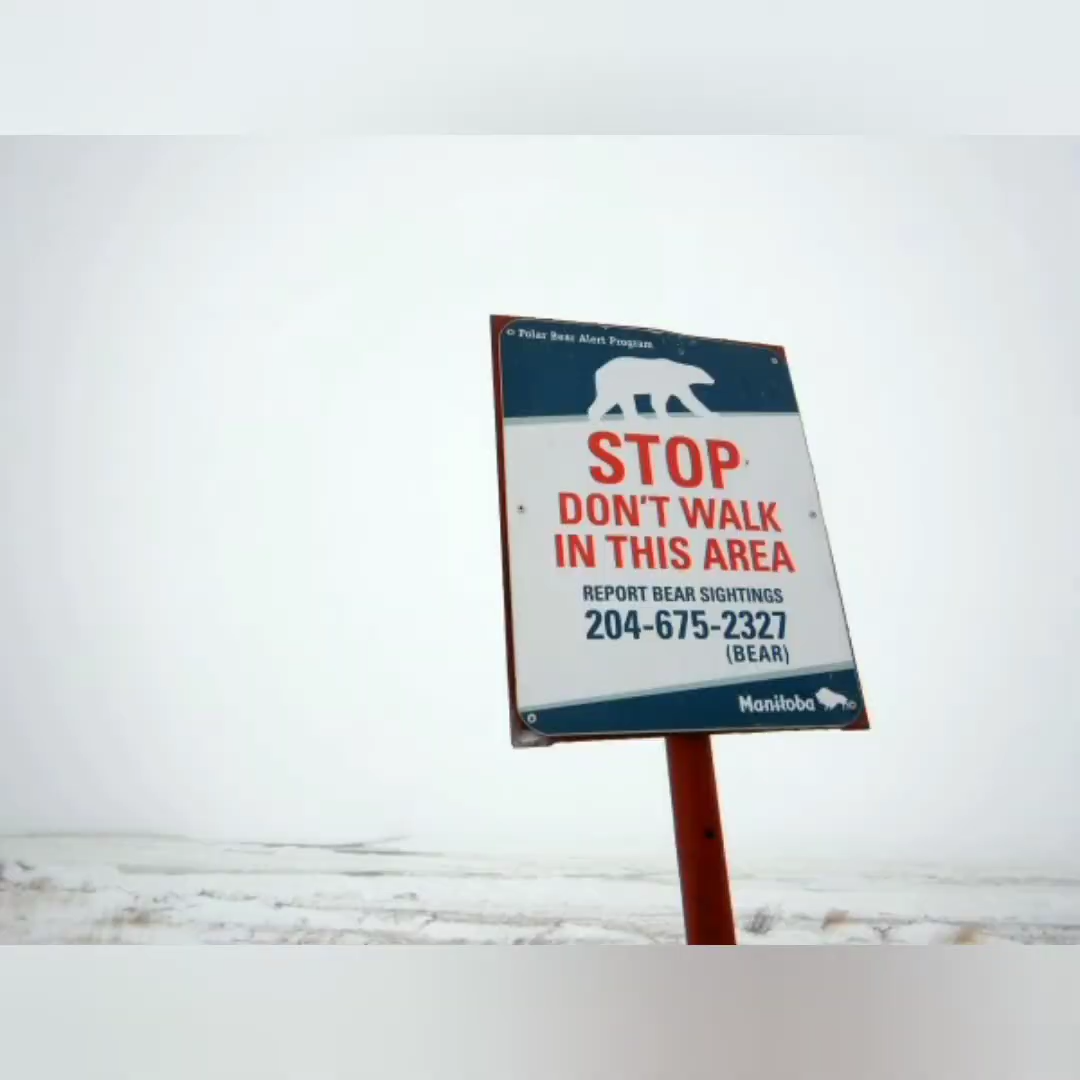 Polar Bear Alert Program
STOP
DON'T WALK
IN THIS AREA
REPORT BEAR SIGHTINGS
204-675-2327
(BEAR)
Manitoba